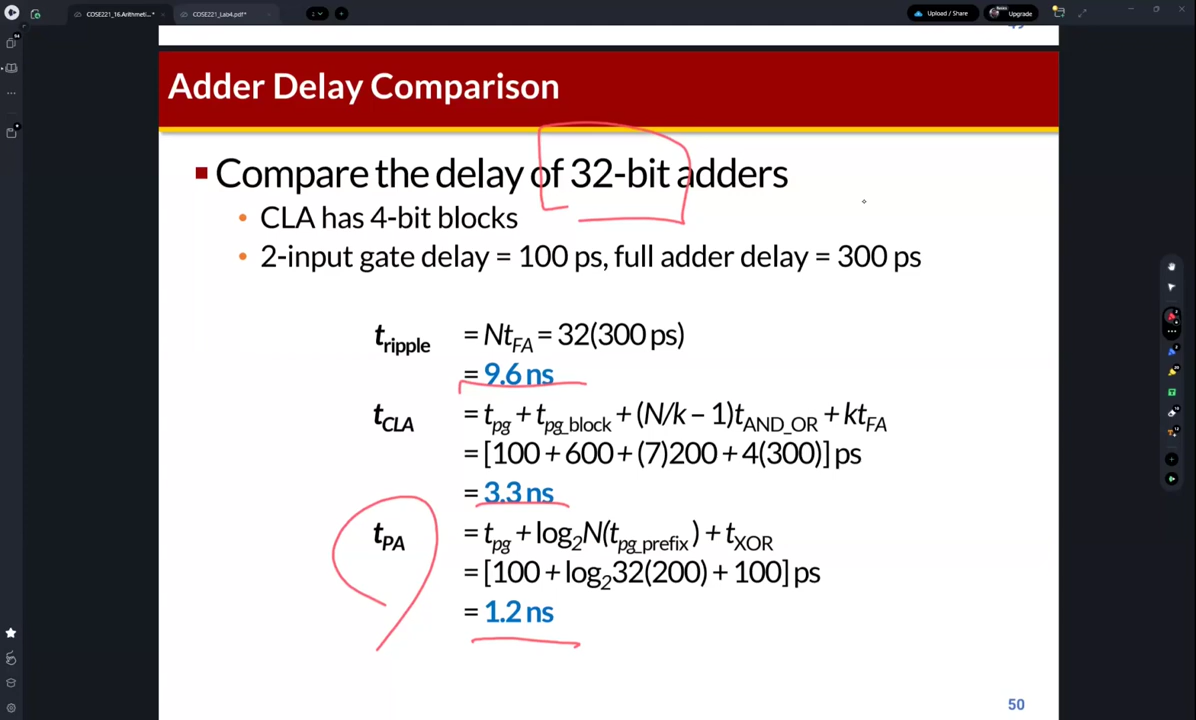 COSE221_16.Arithmeti...*
COSE221_Lab4.pdf*
Upload / Share
Upgrade
Adder Delay Comparison
Compare the delay of 32-bit adders
• CLA has 4-bit blocks
• 2-input gate delay = 100 ps, full adder delay = 300 ps
tripple = NtFA = 32(300 ps)
= 9.6 ns
tCLA = tpg + tpg_block + (N/k – 1)tAND_OR + ktFA
= [100 + 600 + (7)200 + 4(300)] ps
= 3.3 ns
tPA = tpg + log2N(tpg_prefix) + tXOR
= [100 + log232(200) + 100] ps
= 1.2 ns
50